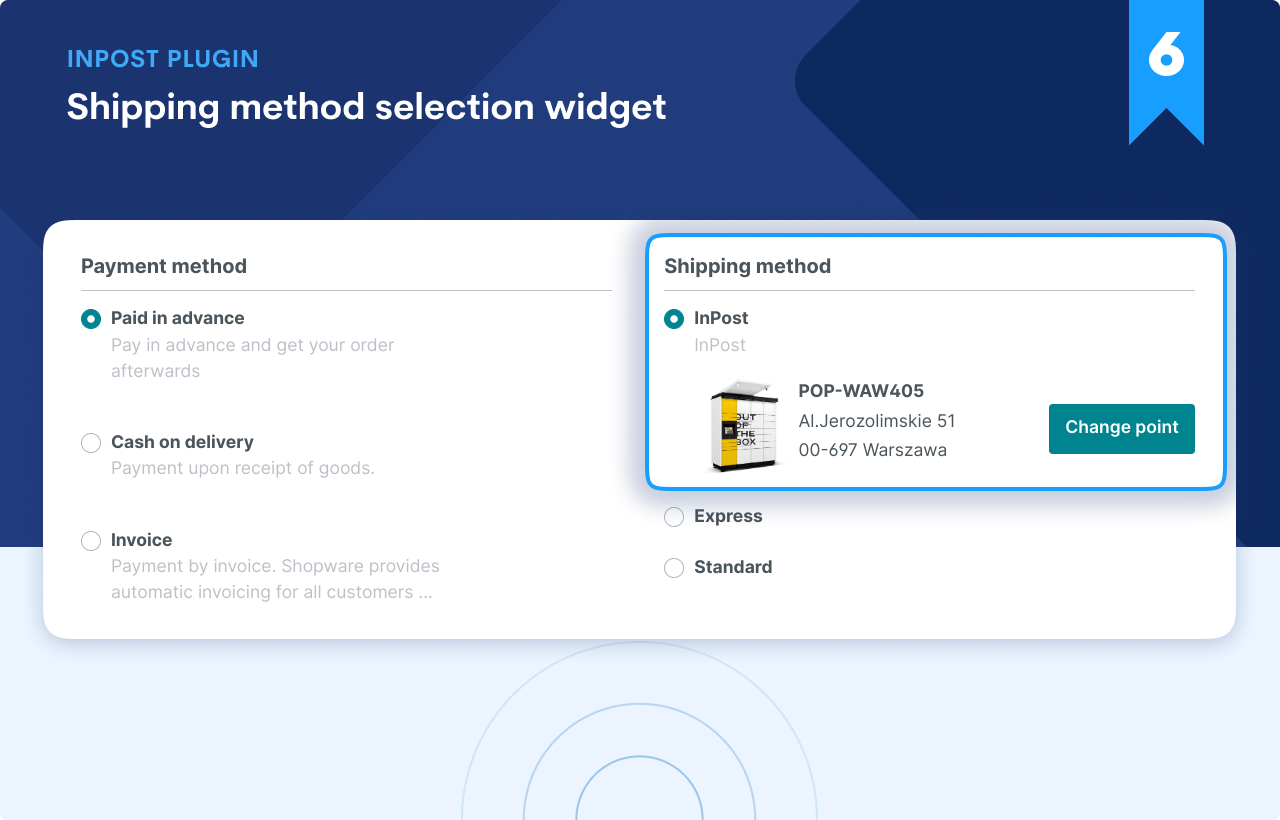 INPOST PLUGIN
Shipping method selection widget
6
Payment method
Paid in advance
Pay in advance and get your order
afterwards
Cash on delivery
Payment upon receipt of goods.
Invoice
Payment by invoice. Shopware provides
automatic invoicing for all customers ...
Shipping method
InPost
InPost
OUT
OF
THE
BOX
POP-WAW405
Al.Jerozolimskie 51
00-697 Warszawa
Change point
Express
Standard